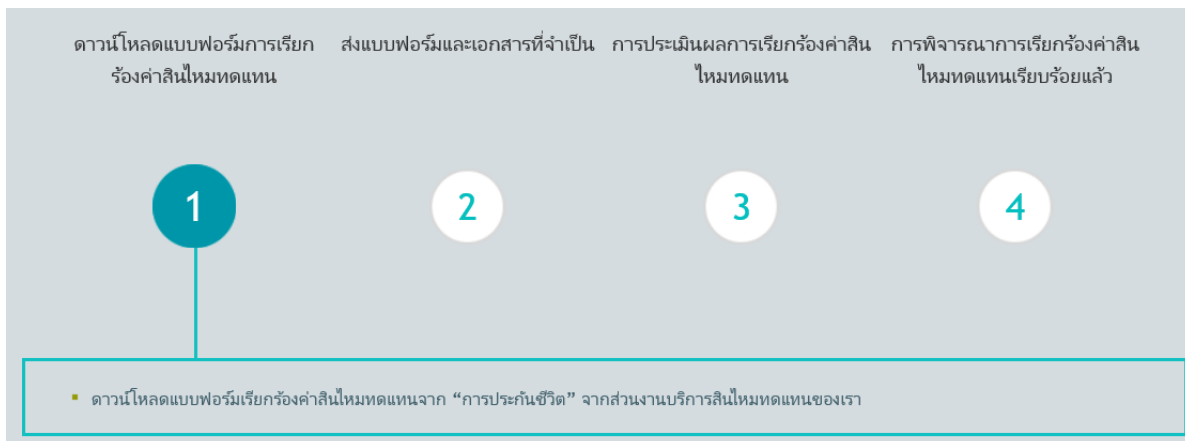 ดาวน์โหลดแบบฟอร์มการเรียก
ร้องค่าสินไหมทดแทน
ส่งแบบฟอร์มและเอกสารที่จำเป็น
การประเมินผลการเรียกร้องค่าสิน
ไหมทดแทน
การพิจารณาการเรียกร้องค่าสิน
ไหมทดแทนเรียบร้อยแล้ว
1
2
3
4
ดาวน์โหลดแบบฟอร์มเรียกร้องค่าสินไหมทดแทนจาก “การประกันชีวิต” จากส่วนงานบริการสินไหมทดแทนของเรา